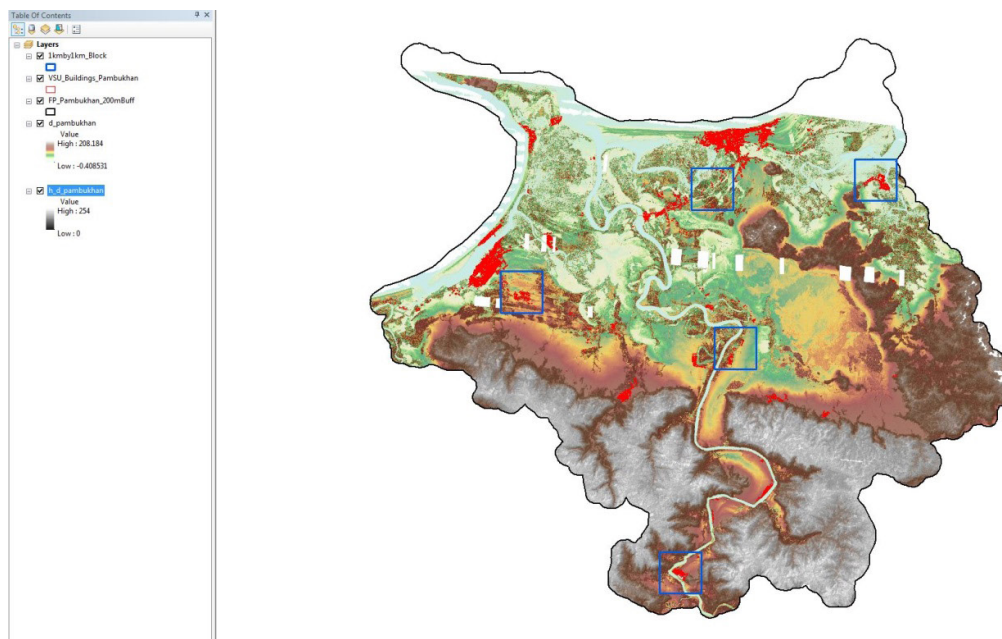 Table Of Contents
Layers
1kmby1km_Block
VSU_Buildings_Pambukhan
FP_Pambukhan_200mBuff
d_pambukhan
Value
High : 208.184
Low : -0.408531
h_d_pambukhan
Value
High : 254
Low : 0